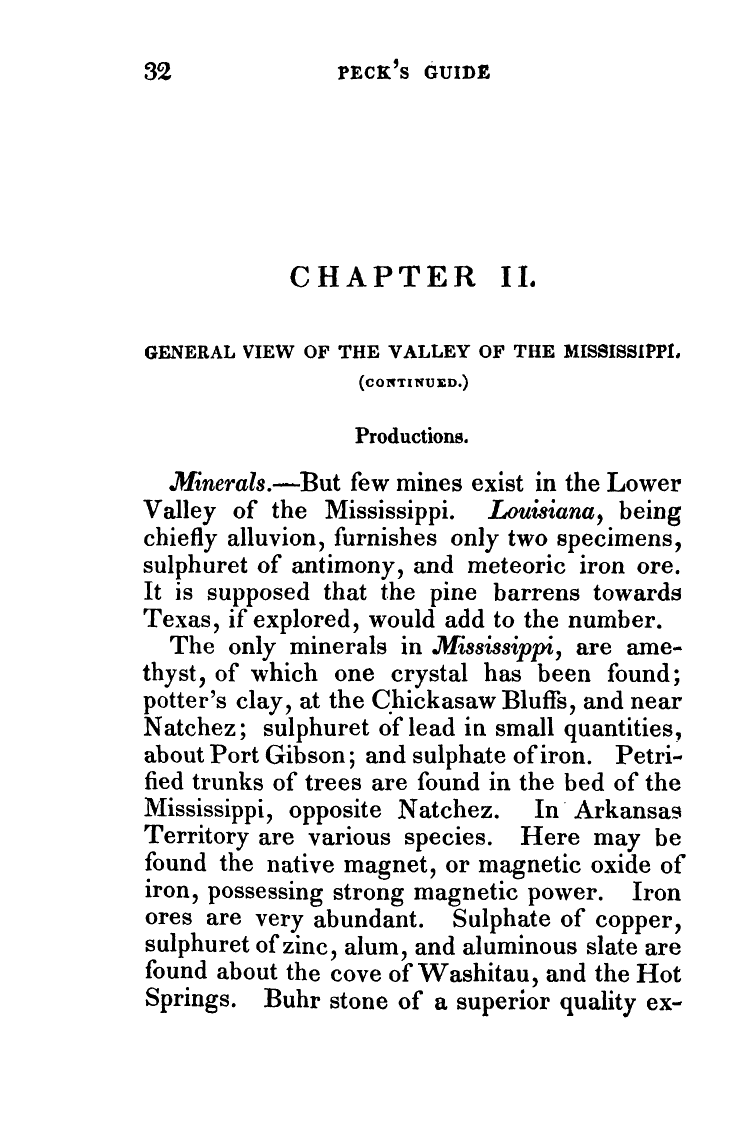 32 PECK'S GUIDE
CHAPTER II.
GENERAL VIEW OF THE VALLEY OF THE MISSISSIPPI.
(CONTINUED.)
Productions.
Minerals.—But few mines exist in the Lower
Valley of the Mississippi. Louisiana, being
chiefly alluvion, furnishes only two specimens,
sulphuret of antimony, and meteoric iron ore.
It is supposed that the pine barrens towards
Texas, if explored, would add to the number.
The only minerals in Mississippi, are ame-
thyst, of which one crystal has been found;
potter's clay, at the Chickasaw Bluffs, and near
Natchez; sulphuret of lead in small quantities,
about Port Gibson; and sulphate of iron. Petri-
fied trunks of trees are found in the bed of the
Mississippi, opposite Natchez. In Arkansas
Territory are various species. Here may be
found the native magnet, or magnetic oxide of
iron, possessing strong magnetic power. Iron
ores are very abundant. Sulphate of copper,
sulphuret of zinc, alum, and aluminous slate are
found about the cove of Washitau, and the Hot
Springs. Buhr stone of a superior quality ex-